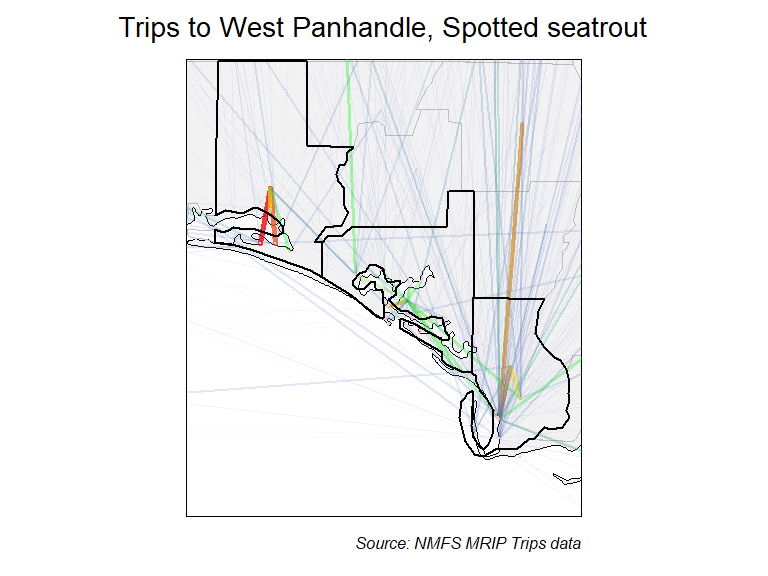 Trips to West Panhandle, Spotted seatrout
Source: NMFS MRIP Trips data